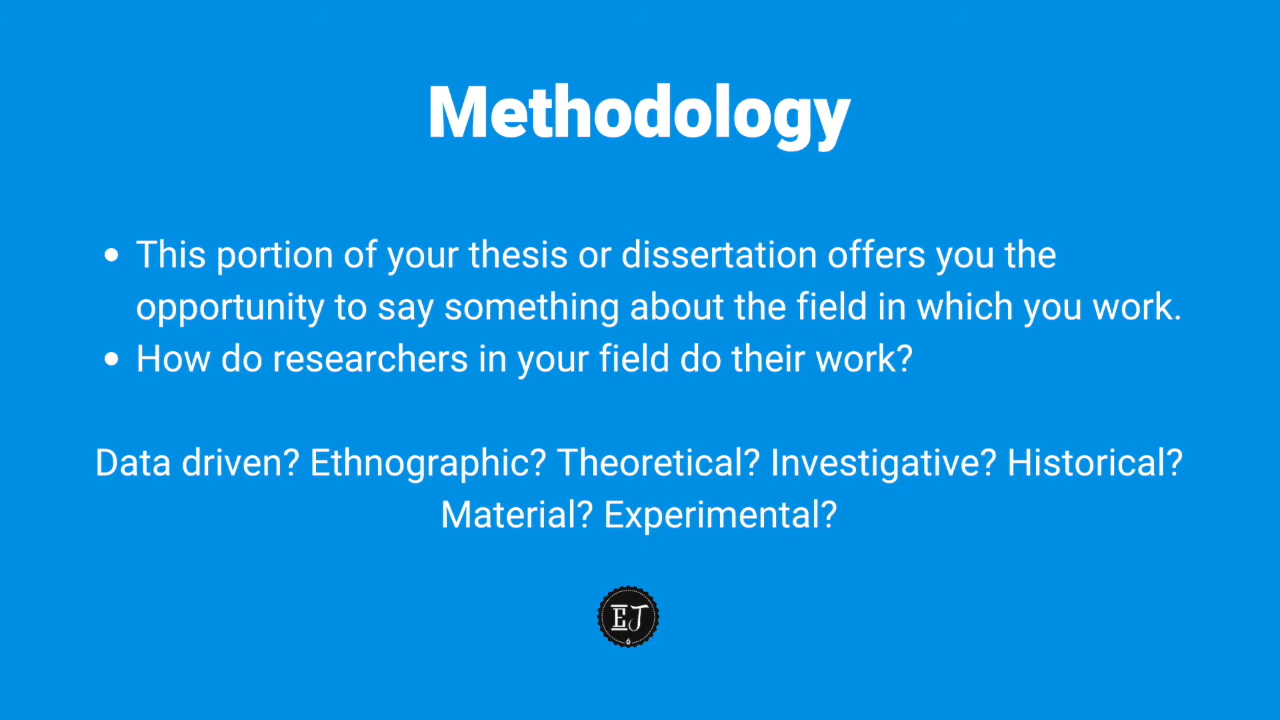 Methodology
• This portion of your thesis or dissertation offers you the
opportunity to say something about the field in which you work.
• How do researchers in your field do their work?
Data driven? Ethnographic? Theoretical? Investigative? Historical?
Material? Experimental?
EJ